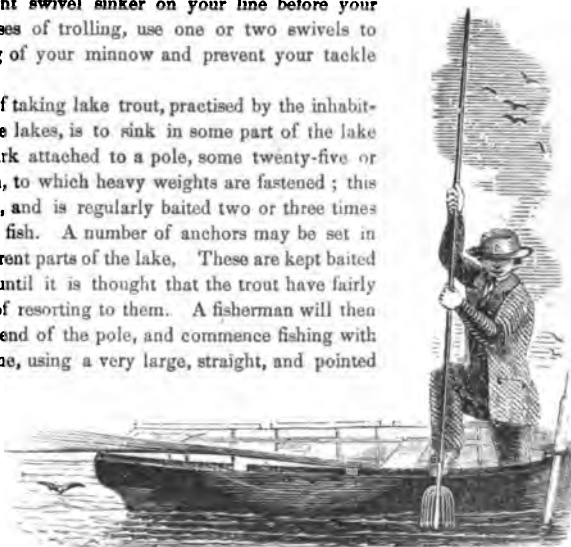 nt swivel sinker on your line before your
ses of trolling, use one or two swivels to
g of your minnow and prevent your tackle
f taking lake trout, practised by the inhabit-
e lakes, is to sink in some part of the lake
rk attached to a pole, some twenty-five or
, to which heavy weights are fastened ; this
, and is regularly baited two or three times
fish. A number of anchors may be set in
rent parts of the lake. These are kept baited
until it is thought that the trout have fairly
of resorting to them. A fisherman will then
end of the pole, and commence fishing with
ne, using a very large, straight, and pointed